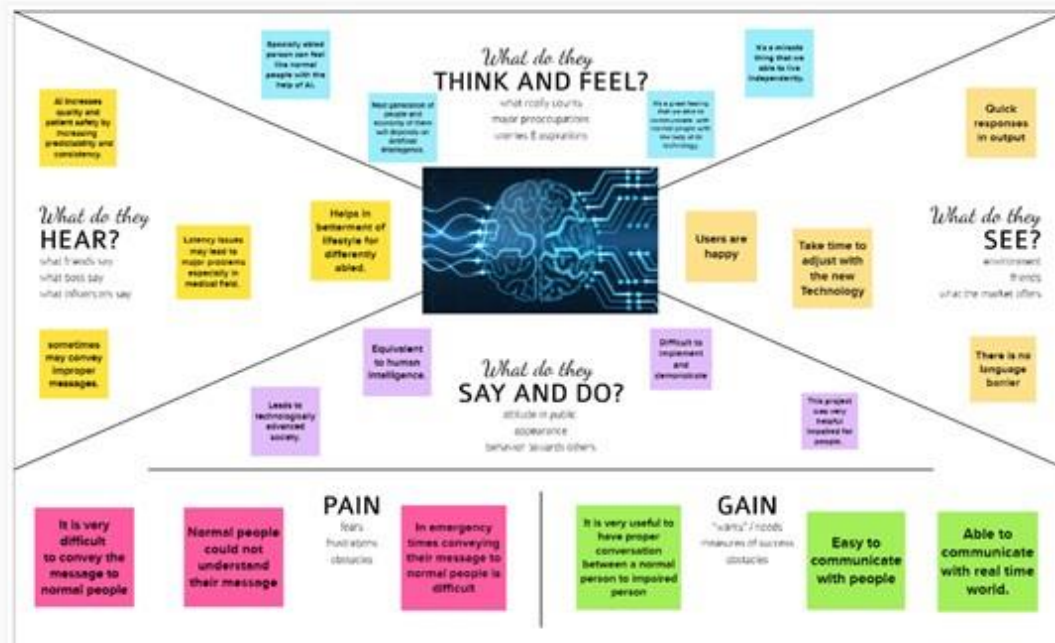 What do they
THINK AND FEEL?
what really counts
major preoccupations
worries & aspirations
Specially abled
person can feel
like normal
people with the
help of AI.
Next generation of
people and
economy of them
will depends on
artificial
intelligence.
It's a great feeling
that we able to
communicate with
normal people with
the help of
technology.
It's a miracle
thing that we
able to live
independently.
What do they
HEAR?
what friends say
what boss say
what influencers say
AI increases
quality and
patient safety by
increasing
predictability and
consistency.
Latency issues
may lead to
major problems
especially in
medical field.
Helps in
betterment of
lifestyle for
differently
abled.
sometimes
may convey
improper
messages.
What do they
SEE?
environment
friends
what the market offers
Quick
responses
in output
Users are
happy
Take time to
adjust with
the new
Technology
There is no
language
barrier
What do they
SAY AND DO?
attitude in public
appearance
behavior towards others
Equivalent
to human
intelligence.
Leads to
technologically
advanced
society.
Difficult to
implement
and
demonstrate
This project
was very
helpful
impaired for
people.
PAIN
fears
frustrations
obstacles
It is very
difficult
to convey the
message to
normal people
Normal people
could not
understand
their message
In emergency
times conveying
their message to
normal people is
difficult
GAIN
"wants" / needs
measures of success
obstacles
It is very useful to
have proper
conversation
between a normal
person to impaired
person
Easy to
communicate
with people
Able to
communicate
with real time
world.